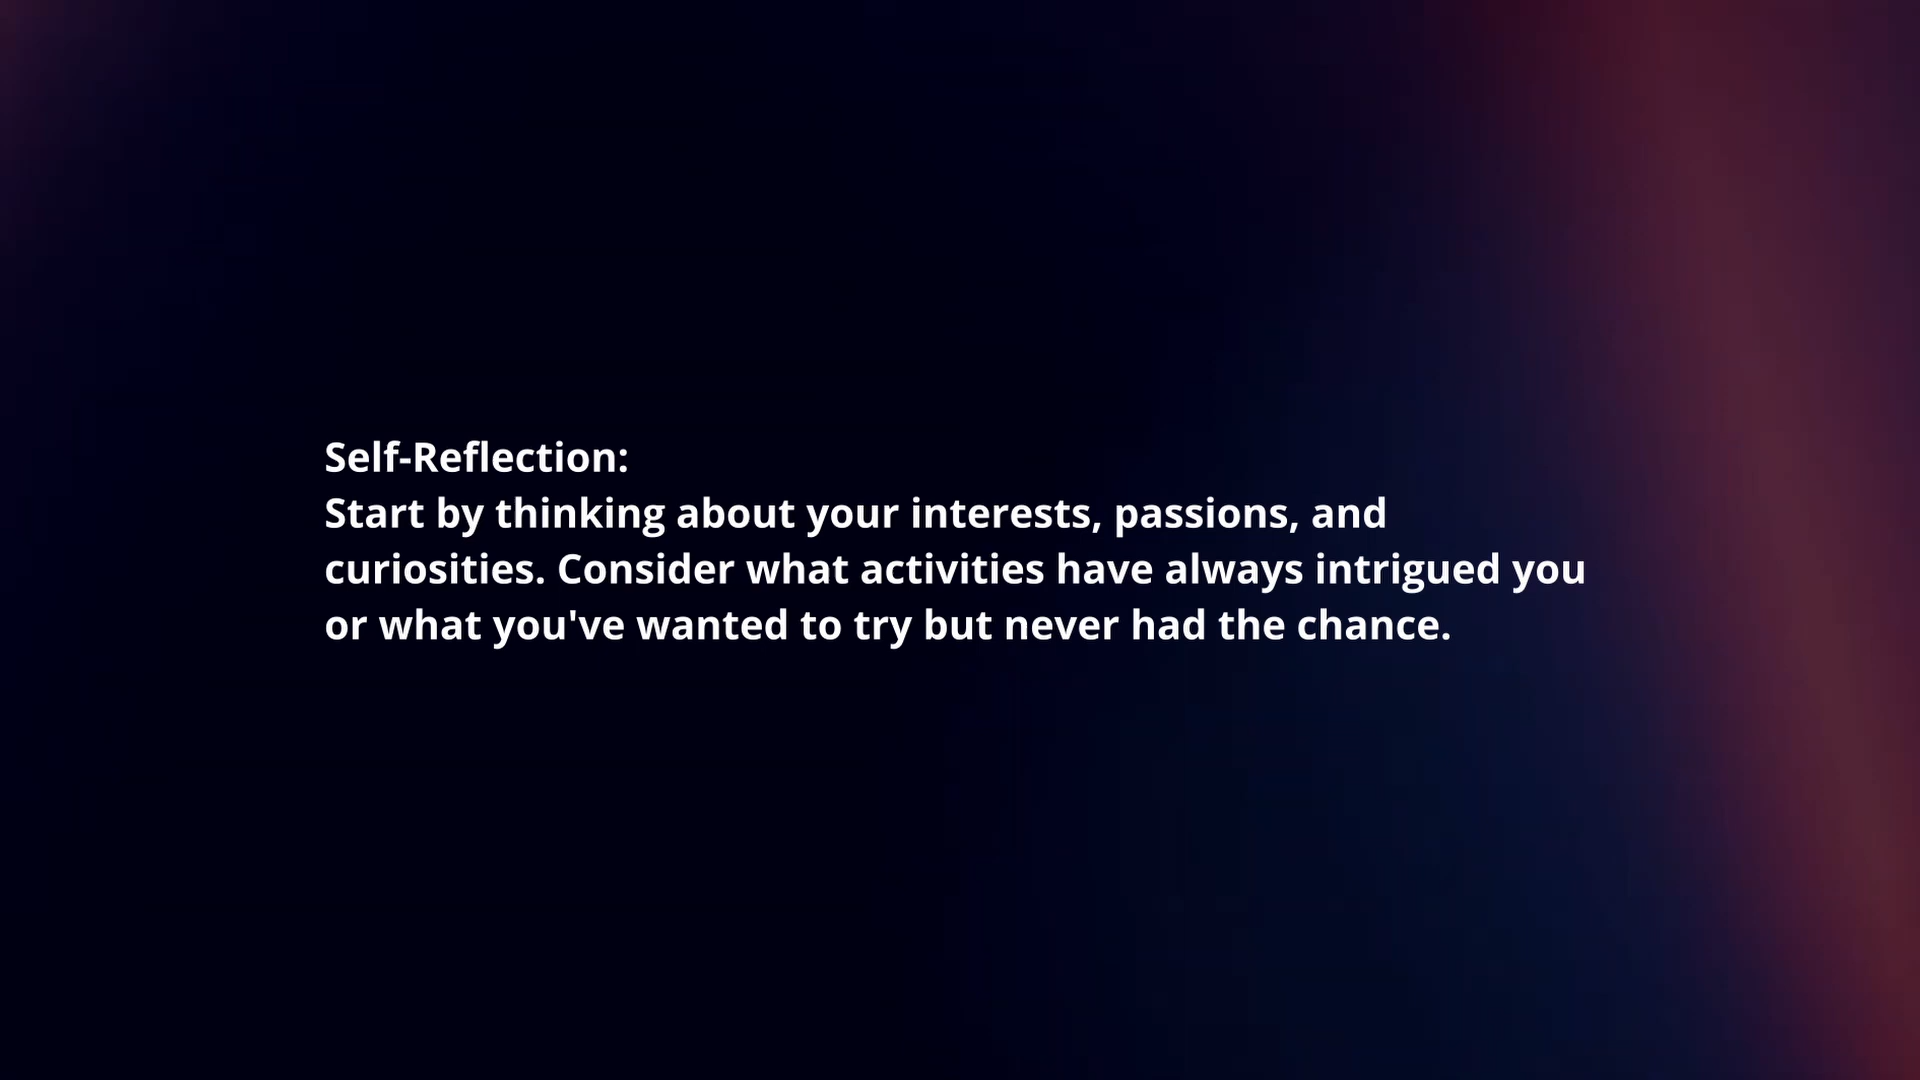 Self-Reflection:
Start by thinking about your interests, passions, and
curiosities. Consider what activities have always intrigued you
or what you've wanted to try but never had the chance.